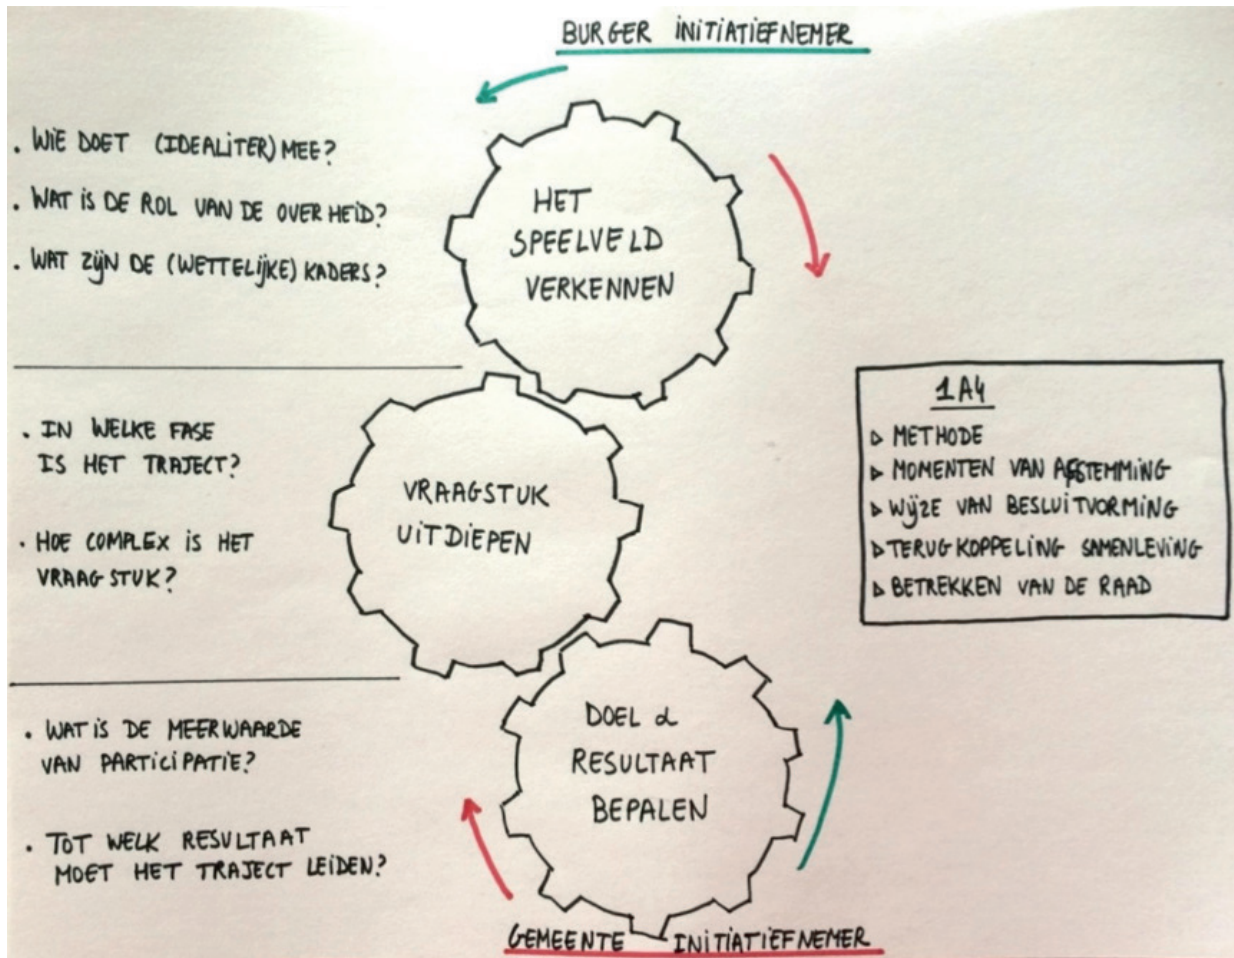 BURGER INITIATIEFNEMER
. WIE DOET (IDEALITER) MEE?
. WAT IS DE ROL VAN DE OVERHEID?
. WAT ZIJN DE (WETTELIJKE) KADERS?
HET
SPEELVELD
VERKENNEN
. IN WELKE FASE
IS HET TRAJECT?
. HOE COMPLEX IS HET
VRAAGSTUK?
VRAAGSTUK
UITDIEPEN
1A4
▷ METHODE
▷ MOMENTEN VAN AFSTEMMING
▷ WIJZE VAN BESLUITVORMING
▷ TERUGKOPPELING SAMENLEVING
▷ BETREKKEN VAN DE RAAD
. WAT IS DE MEERWAARDE
VAN PARTICIPATIE?
. TOT WELK RESULTAAT
MOET HET TRAJECT LEIDEN?
DOEL &
RESULTAAT
BEPALEN
GEMEENTE INITIATIEFNEMER